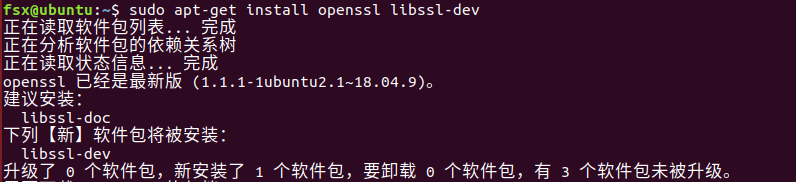 fsx@ubuntu:~$ sudo apt-get install openssl libssl-dev
正在读取软件包列表... 完成
正在分析软件包的依赖关系树
正在读取状态信息... 完成
openssl 已经是最新版 (1.1.1-1ubuntu2.1~18.04.9)。
建议安装：
libssl-doc
下列【新】软件包将被安装：
libssl-dev
升级了 0 个软件包，新安装了 1 个软件包，要卸载 0 个软件包，有 3 个软件包未被升级。